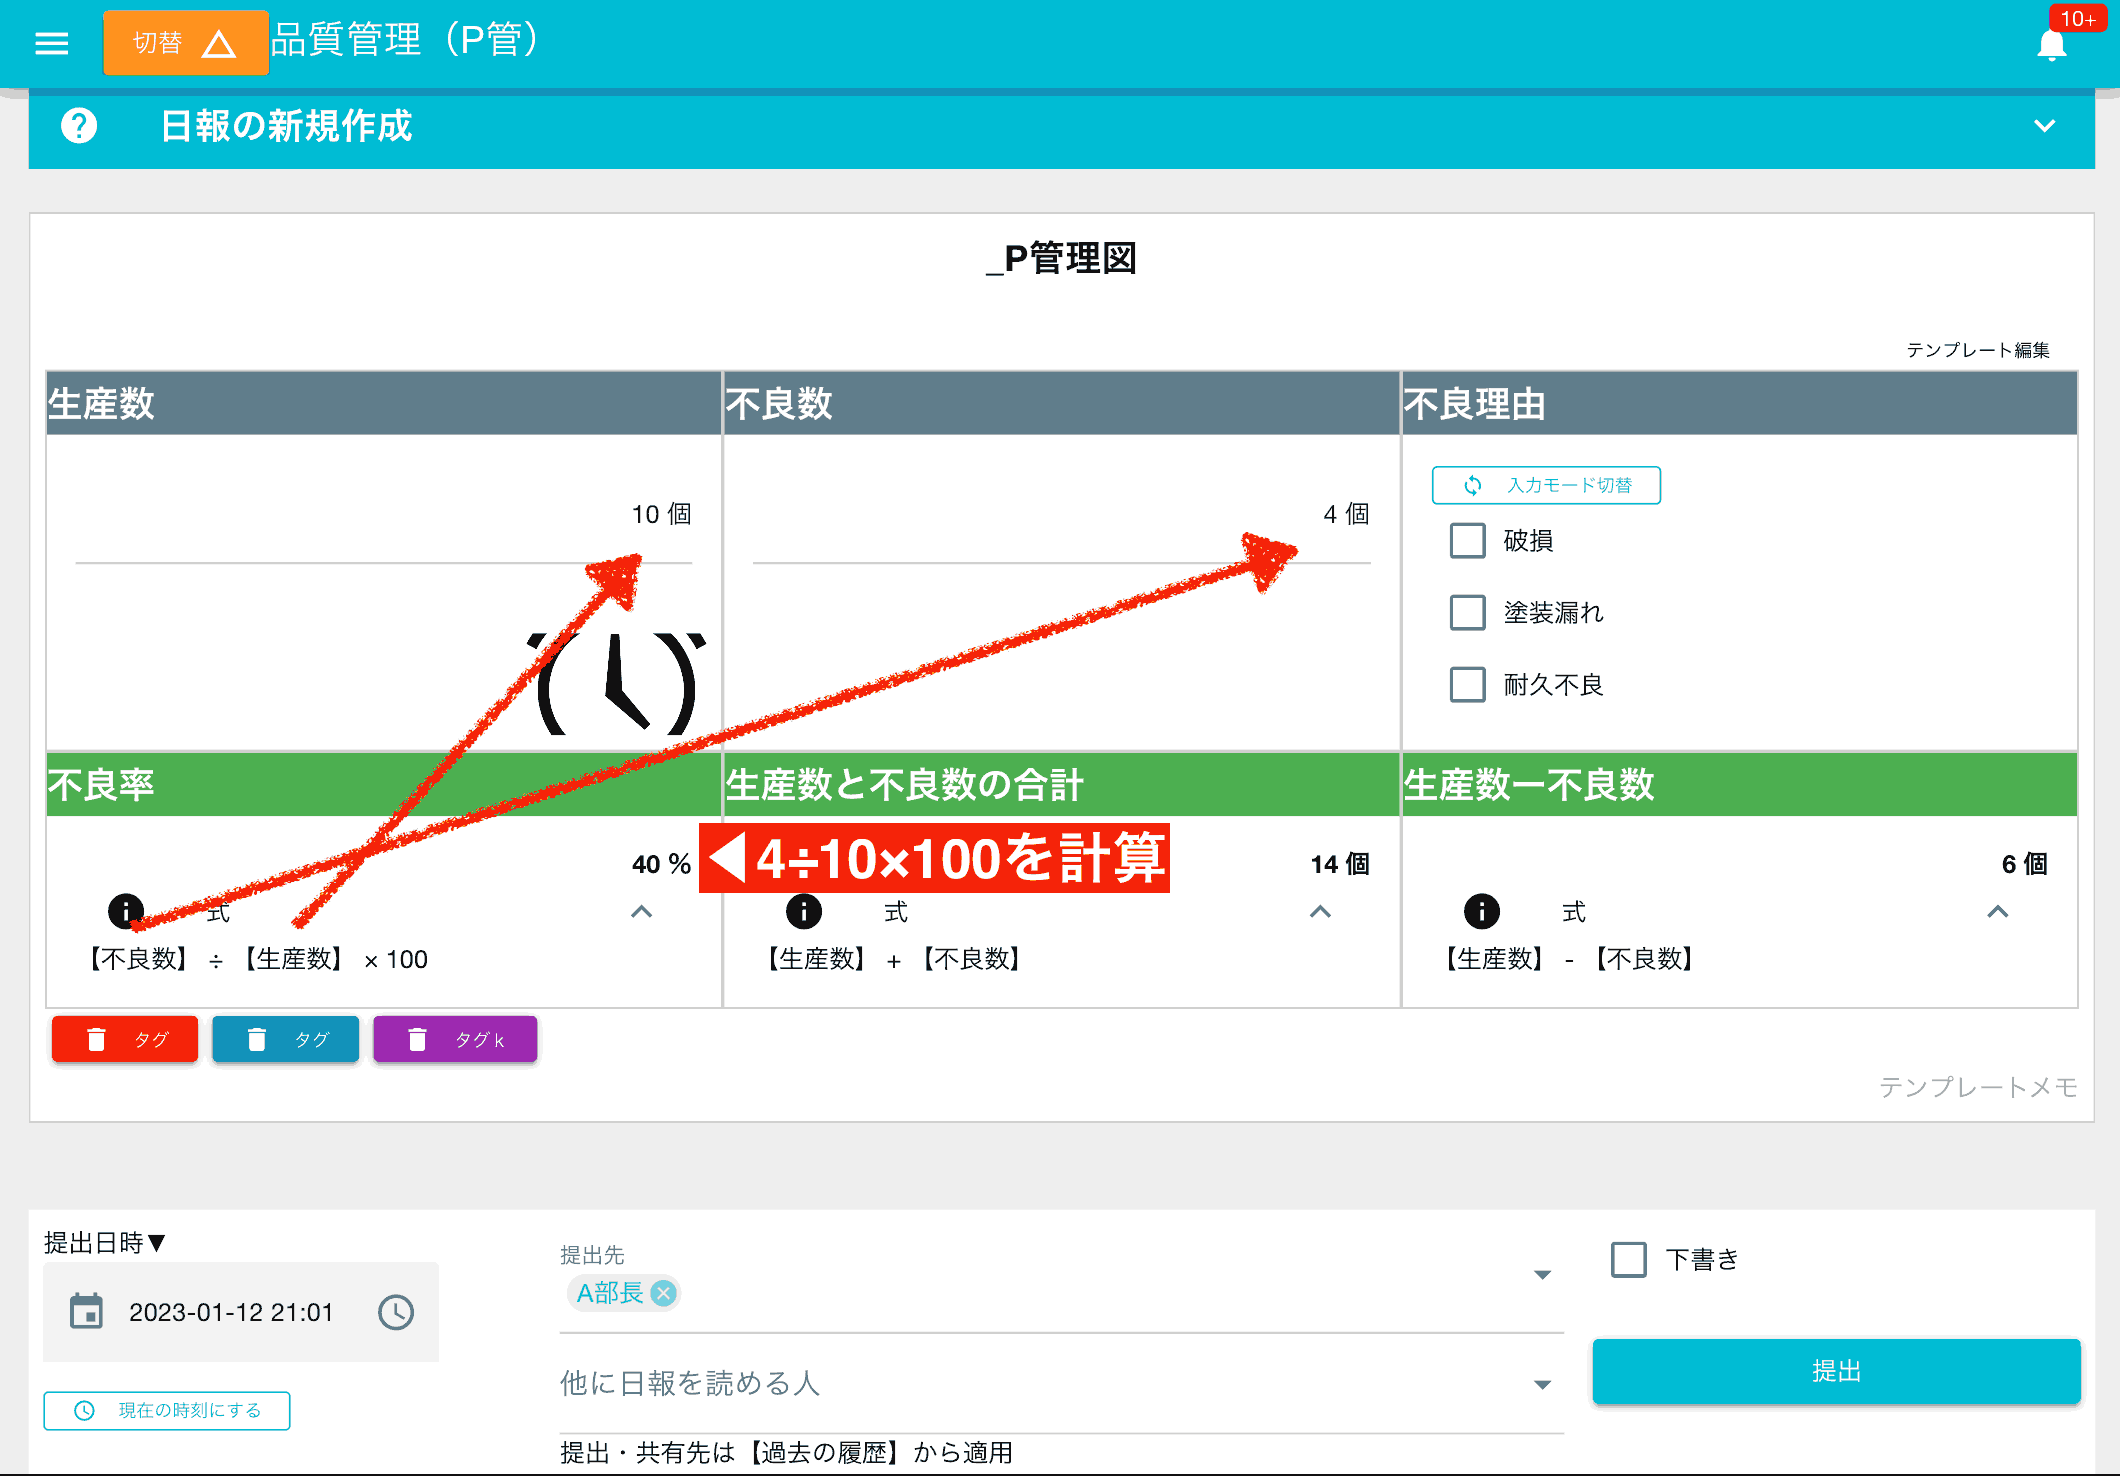 切替
品質管理（P管）
10+
日報の新規作成
_P管理図
テンプレート編集
生産数
不良数
不良理由
10 個
4 個
入力モード切替
破損
塗装漏れ
耐久不良
不良率
生産数と不良数の合計
生産数ー不良数
40 %
◀4÷10×100を計算
14 個
6 個
式
式
式
【不良数】 ÷ 【生産数】 × 100
【生産数】 + 【不良数】
【生産数】 - 【不良数】
タグ
タグ
タグk
テンプレートメモ
提出日時▼
2023-01-12 21:01
現在の時刻にする
提出先
A部長
他に日報を読める人
提出・共有先は【過去の履歴】から適用
下書き
提出